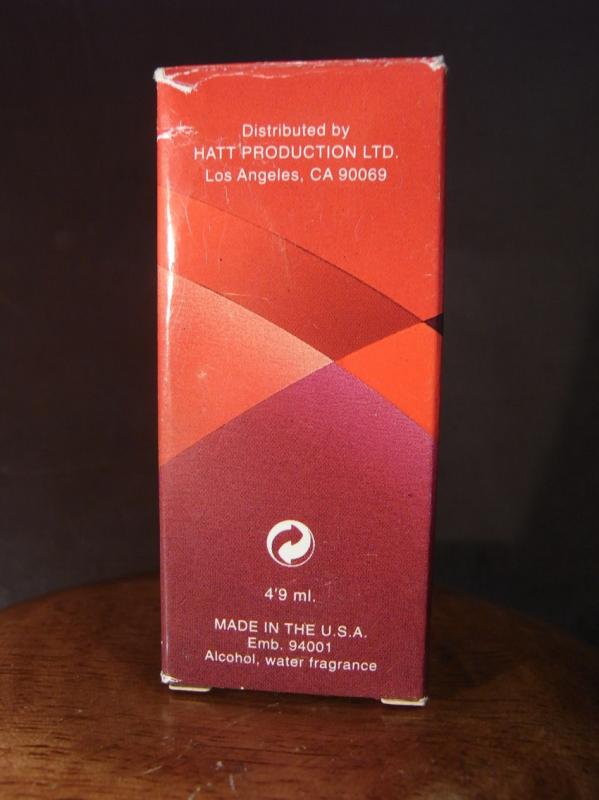 Distributed by
HATT PRODUCTION LTD.
Los Angeles, CA 90069
4'9 ml.
MADE IN THE U.S.A.
Emb. 94001
Alcohol, water fragrance